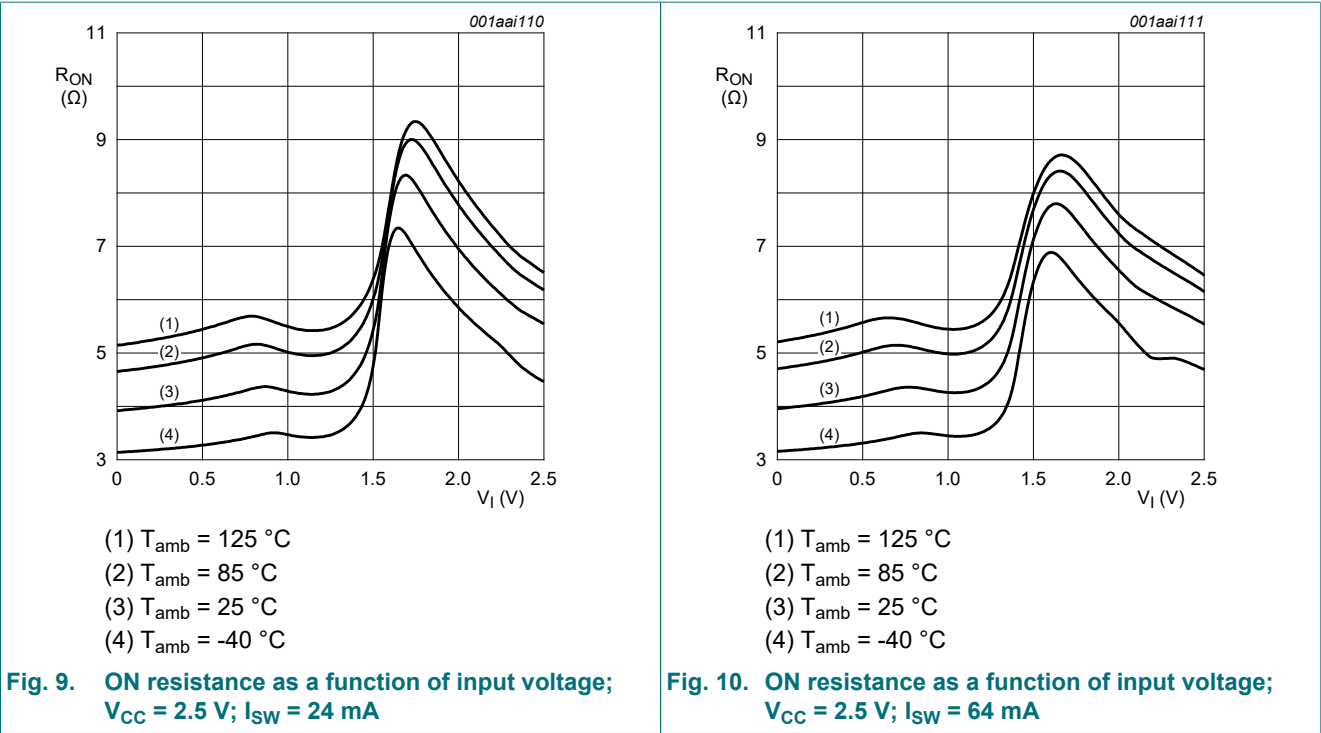 001aai110
11
RON
(Ω)
9
7
5
3
(1)
(2)
(3)
(4)
0
0.5
1.0
1.5
2.0
2.5
VI (V)
(1) Tamb = 125 °C
(2) Tamb = 85 °C
(3) Tamb = 25 °C
(4) Tamb = -40 °C
Fig. 9. ON resistance as a function of input voltage;
VCC = 2.5 V; ISW = 24 mA
001aai111
11
RON
(Ω)
9
7
5
3
(1)
(2)
(3)
(4)
0
0.5
1.0
1.5
2.0
2.5
VI (V)
(1) Tamb = 125 °C
(2) Tamb = 85 °C
(3) Tamb = 25 °C
(4) Tamb = -40 °C
Fig. 10. ON resistance as a function of input voltage;
VCC = 2.5 V; ISW = 64 mA